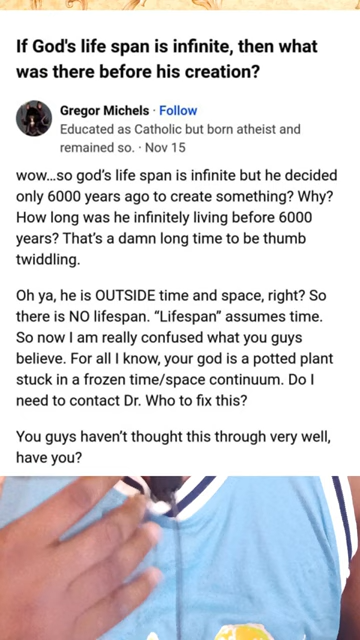 If God's life span is infinite, then what
was there before his creation?
Gregor Michels · Follow
Educated as Catholic but born atheist and
remained so. · Nov 15
wow...so god's life span is infinite but he decided
only 6000 years ago to create something? Why?
How long was he infinitely living before 6000
years? That's a damn long time to be thumb
twiddling.
Oh ya, he is OUTSIDE time and space, right? So
there is NO lifespan. “Lifespan” assumes time.
So now I am really confused what you guys
believe. For all I know, your god is a potted plant
stuck in a frozen time/space continuum. Do I
need to contact Dr. Who to fix this?
You guys haven't thought this through very well,
have you?